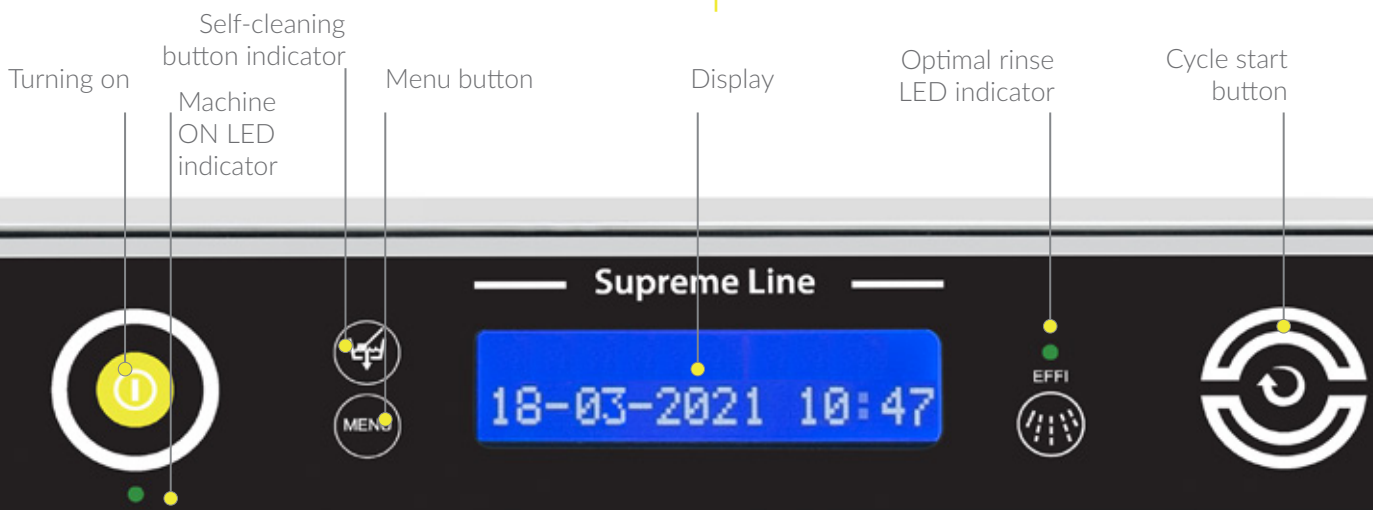 Self-cleaning
button indicator
Turning on
Machine
ON LED
indicator
Menu button
Display
Optimal rinse
LED indicator
Cycle start
button
Supreme Line
18-03-2021 10:47
EFFI
MENU